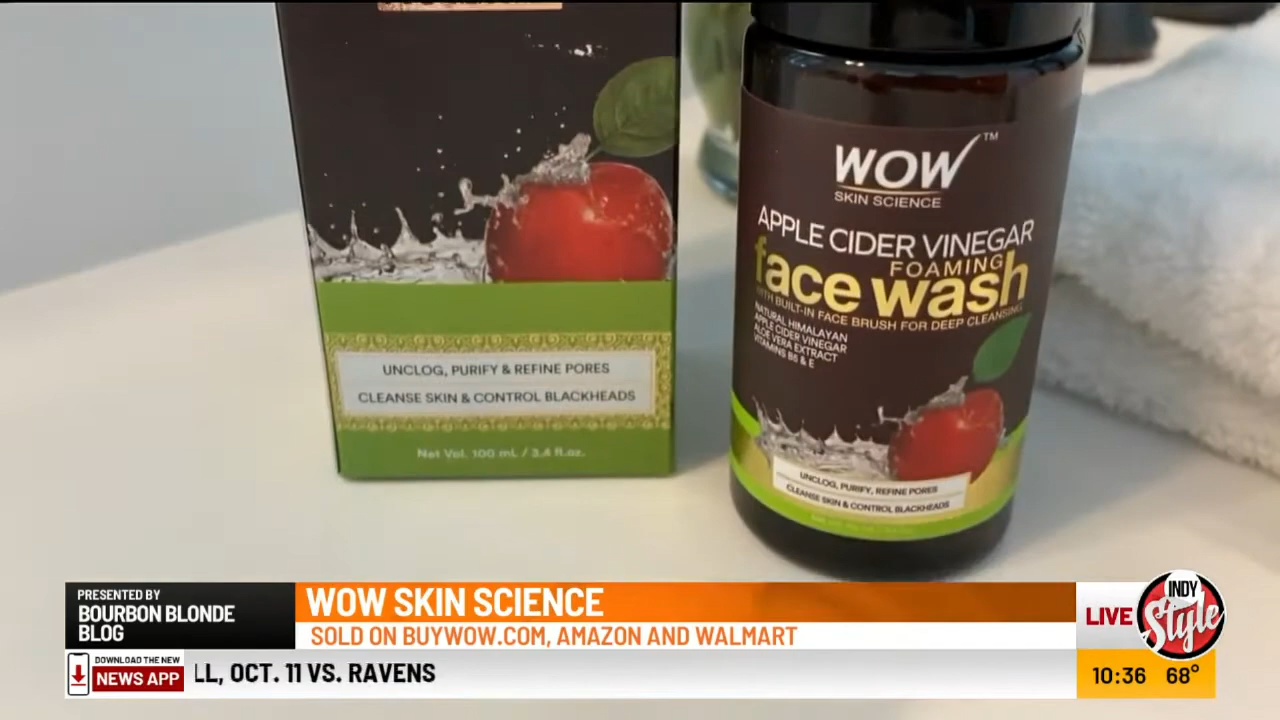 UNCLOG, PURIFY & REFINE PORES
CLEANSE SKIN & CONTROL BLACKHEADS
Net Vol. 100 mL / 3.4 fl.oz.
WOW™
SKIN SCIENCE
APPLE CIDER VINEGAR
FOAMING
face wash
WITH BUILT-IN FACE BRUSH FOR DEEP CLEANSING
NATURAL HIMALAYAN
APPLE CIDER VINEGAR
ALOE VERA EXTRACT
VITAMINS B5 & E
UNCLOG, PURIFY, REFINE PORES
CLEANSE SKIN & CONTROL BLACKHEADS
PRESENTED BY
BOURBON BLONDE
BLOG
WOW SKIN SCIENCE
SOLD ON BUYWOW.COM, AMAZON AND WALMART
LIVE
INDY
Style
DOWNLOAD THE NEW
NEWS APP
LL, OCT. 11 VS. RAVENS
10:36 68°